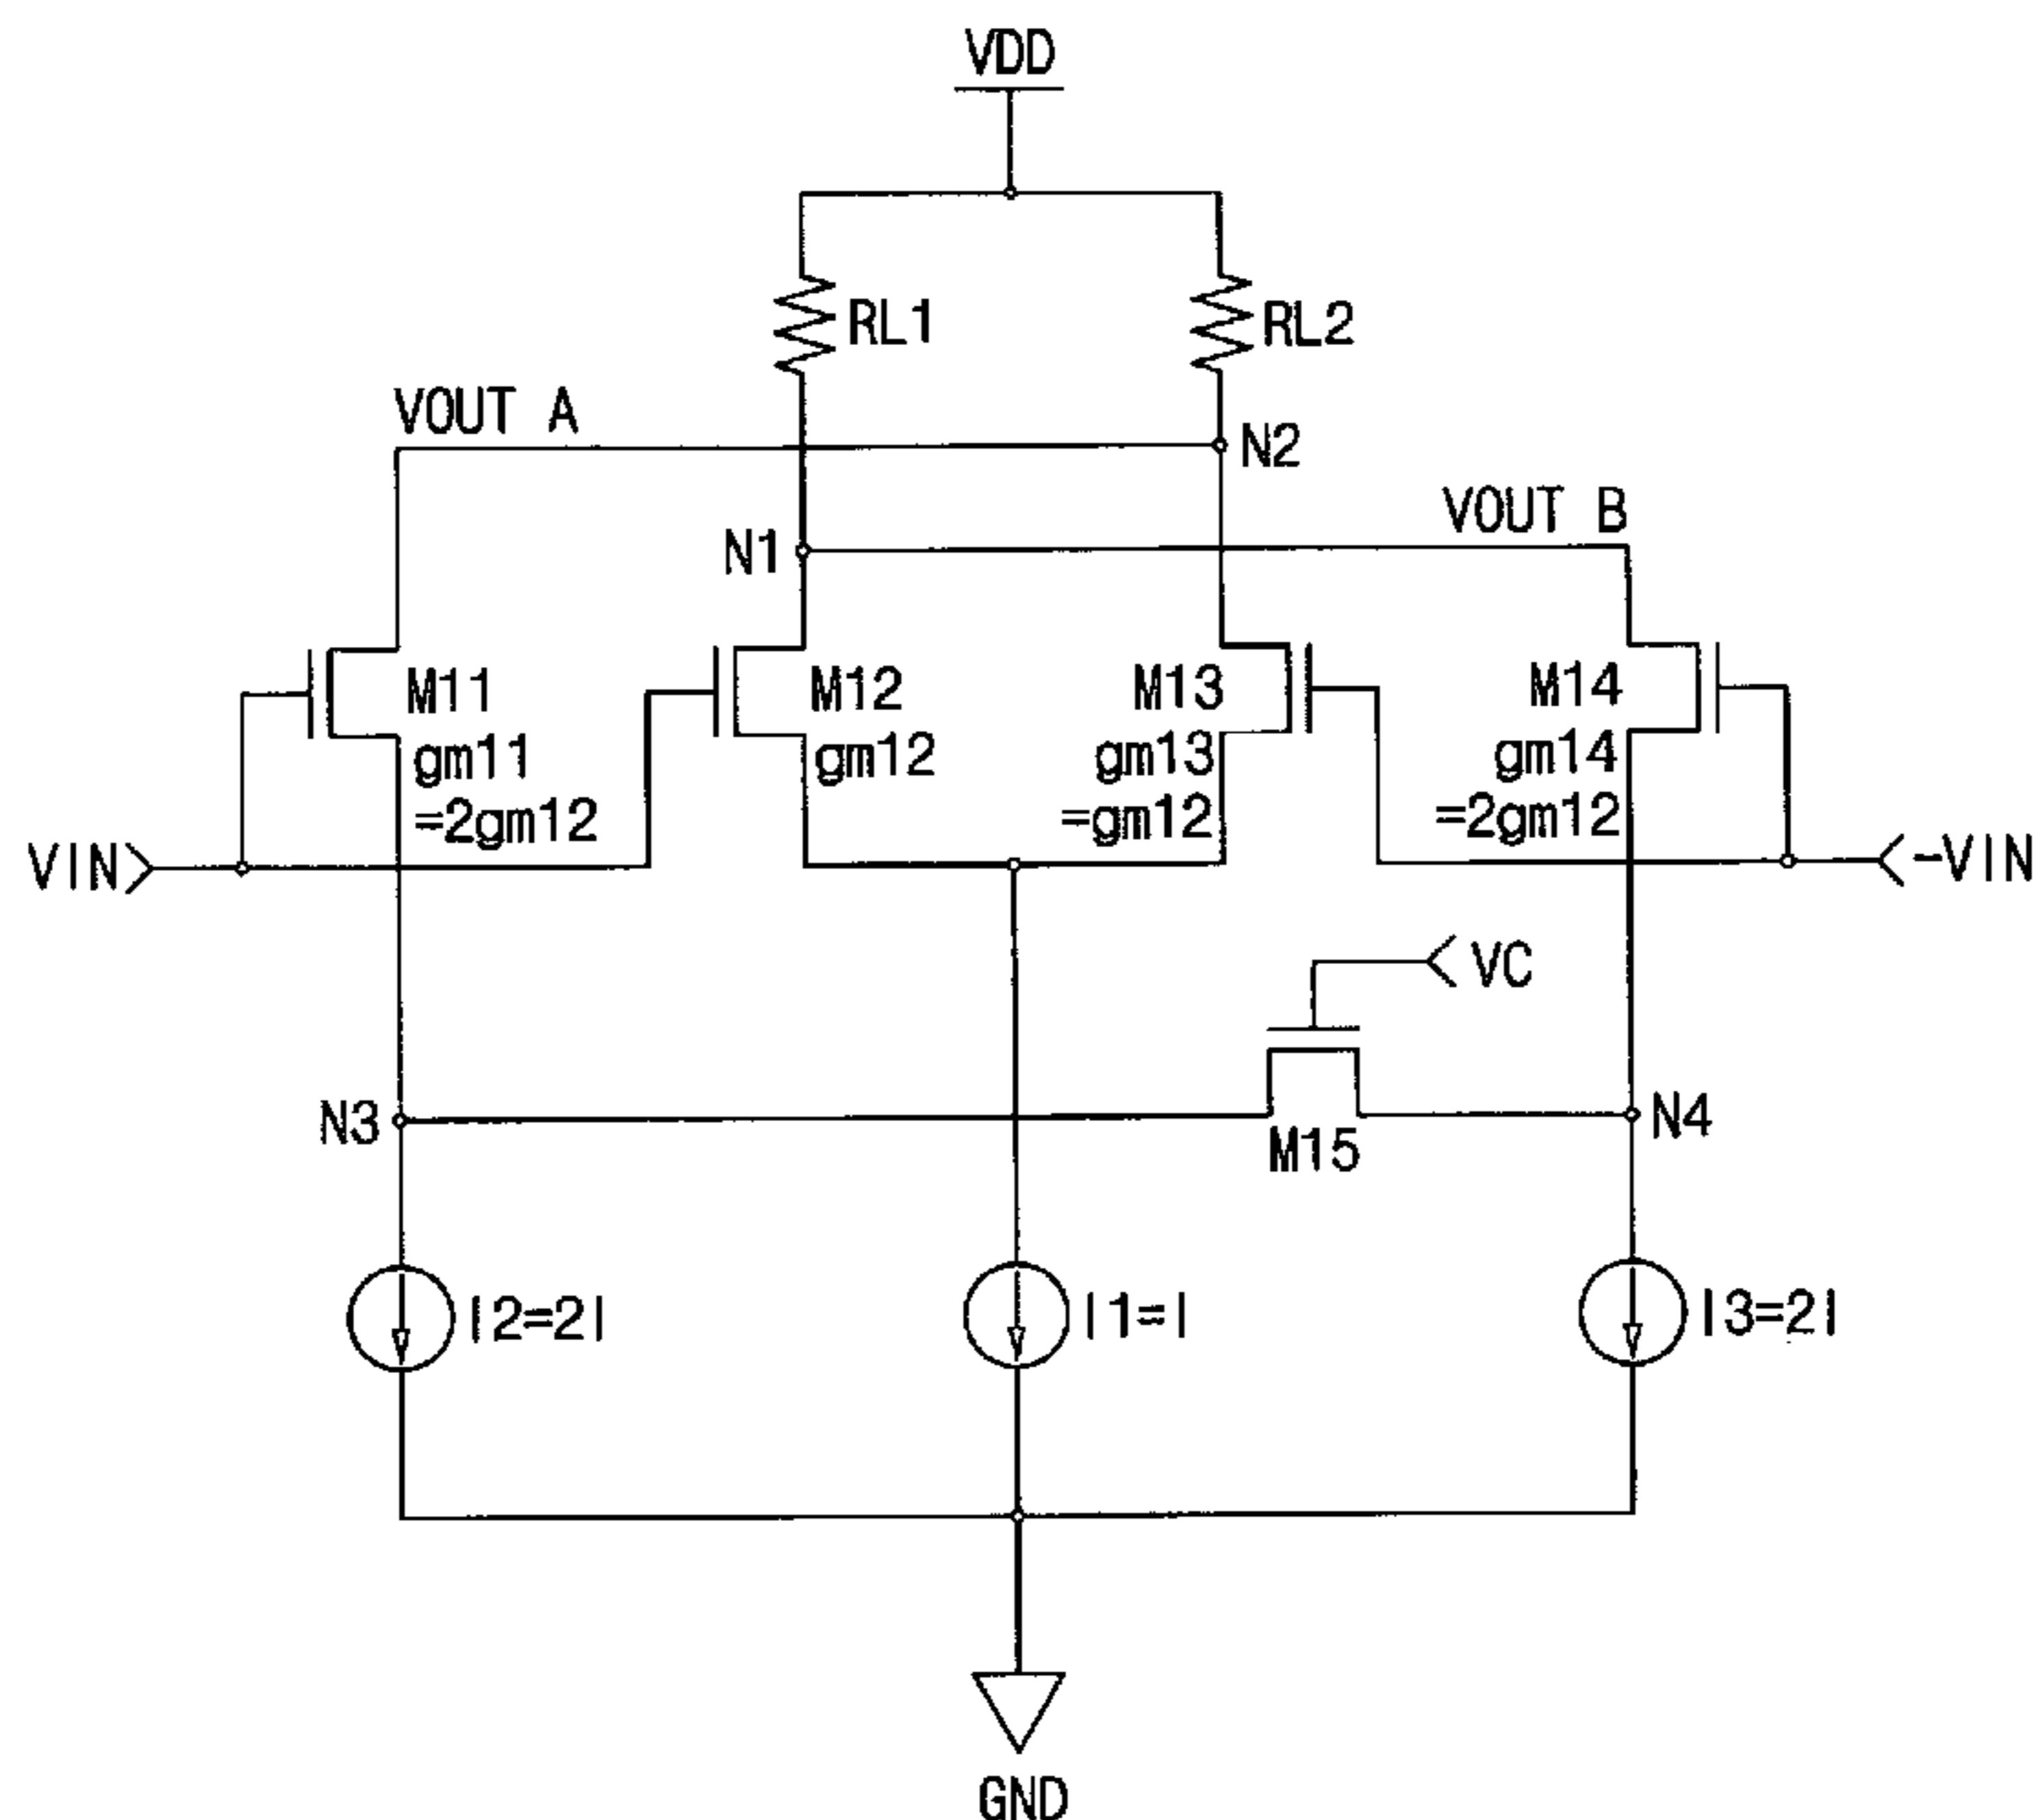 VDD
RL1
RL2
VOUT A
N2
VOUT B
N1
M11
gm11
=2gm12
M12
gm12
M13
gm13
=gm12
M14
gm14
=2gm12
VIN
-VIN
VC
N3
M15
N4
I2=2I
I1=I
I3=2I
GND